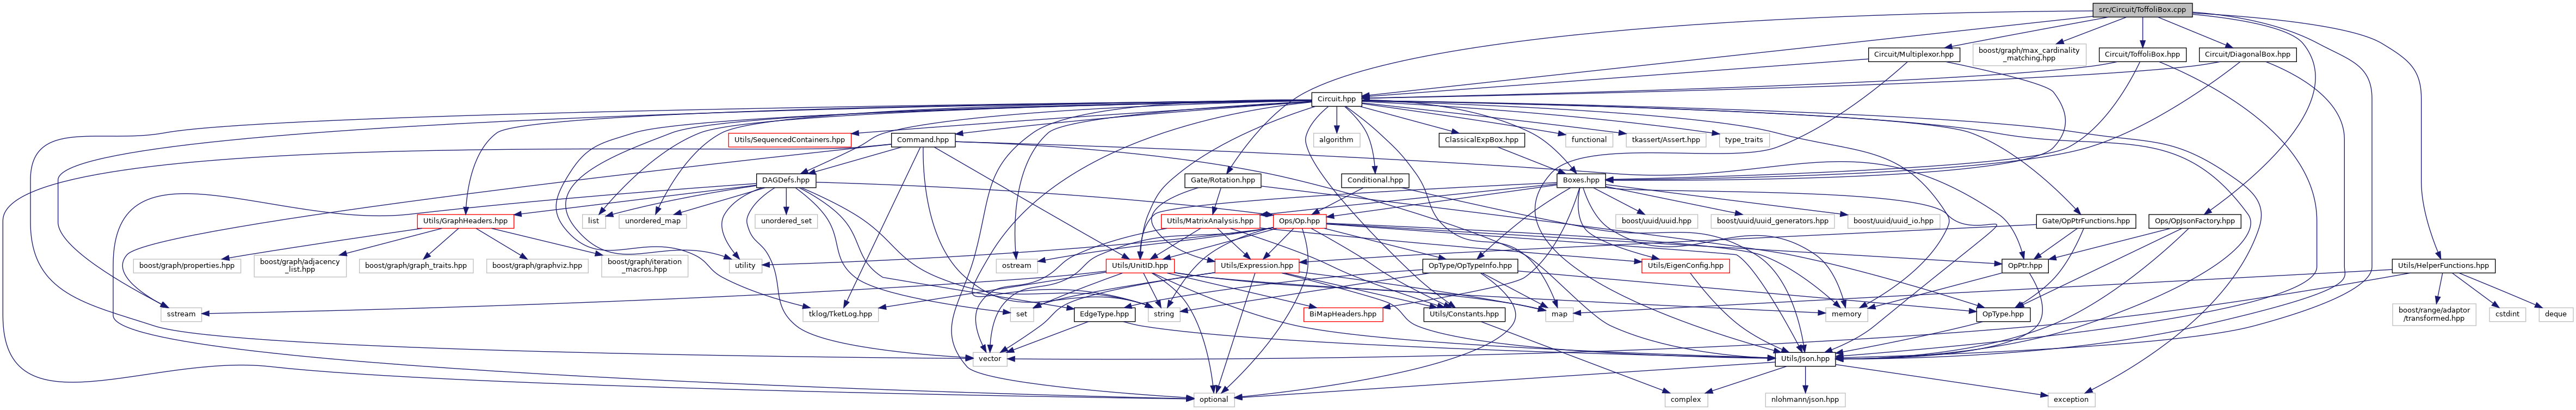 src/Circuit/ToffoliBox.cpp
Circuit/Multiplexor.hpp
boost/graph/max_cardinality
_matching.hpp
Circuit/ToffoliBox.hpp
Circuit/DiagonalBox.hpp
Circuit.hpp
Utils/SequencedContainers.hpp
Command.hpp
algorithm
ClassicalExpBox.hpp
functional
tkassert/Assert.hpp
type_traits
DAGDefs.hpp
Gate/Rotation.hpp
Conditional.hpp
Boxes.hpp
Utils/GraphHeaders.hpp
list
unordered_map
unordered_set
Utils/MatrixAnalysis.hpp
Ops/Op.hpp
boost/uuid/uuid.hpp
boost/uuid/uuid_generators.hpp
boost/uuid/uuid_io.hpp
Gate/OpPtrFunctions.hpp
Ops/OpJsonFactory.hpp
boost/graph/properties.hpp
boost/graph/adjacency
_list.hpp
boost/graph/graph_traits.hpp
boost/graph/graphviz.hpp
boost/graph/iteration
_macros.hpp
utility
ostream
Utils/UnitID.hpp
Utils/Expression.hpp
OpType/OpTypeInfo.hpp
Utils/EigenConfig.hpp
OpPtr.hpp
Utils/HelperFunctions.hpp
sstream
tklog/TketLog.hpp
set
EdgeType.hpp
string
BiMapHeaders.hpp
Utils/Constants.hpp
map
memory
OpType.hpp
boost/range/adaptor
/transformed.hpp
cstdint
deque
vector
Utils/Json.hpp
optional
complex
nlohmann/json.hpp
exception